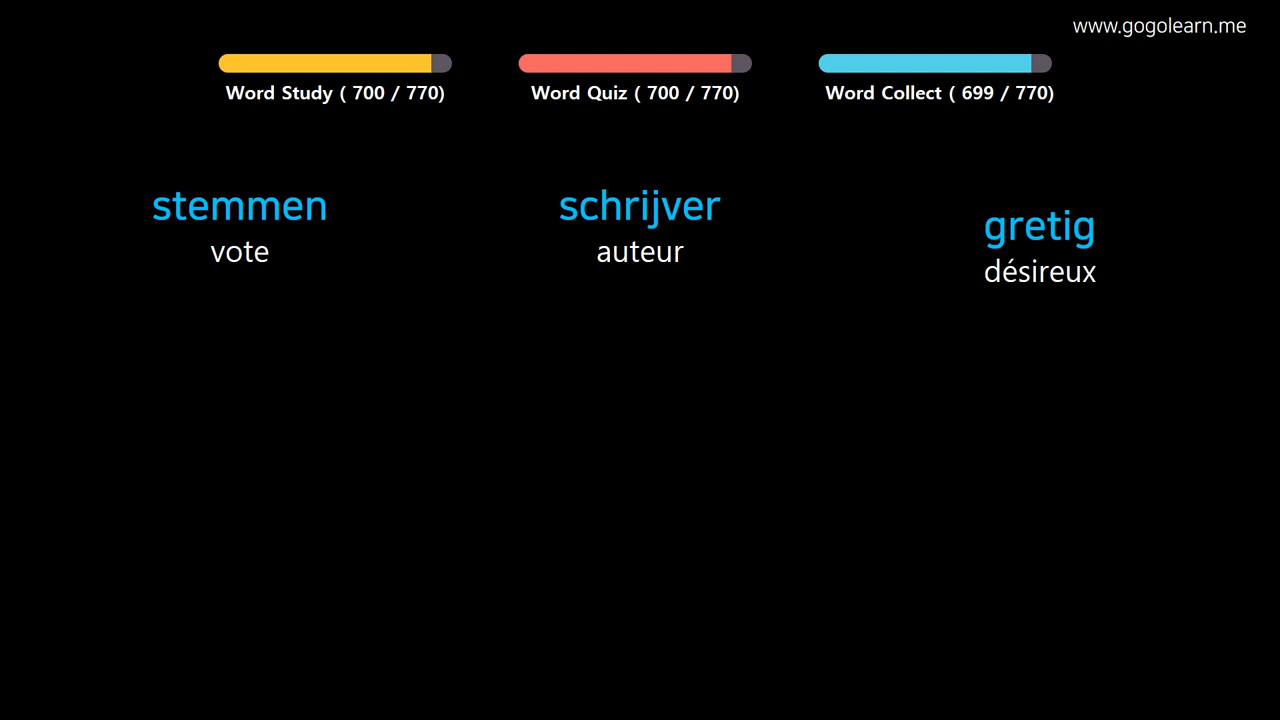 www.gogolearn.me
Word Study ( 700 / 770)
Word Quiz ( 700 / 770)
Word Collect ( 699 / 770)
stemmen
vote
schrijver
auteur
gretig
désireux